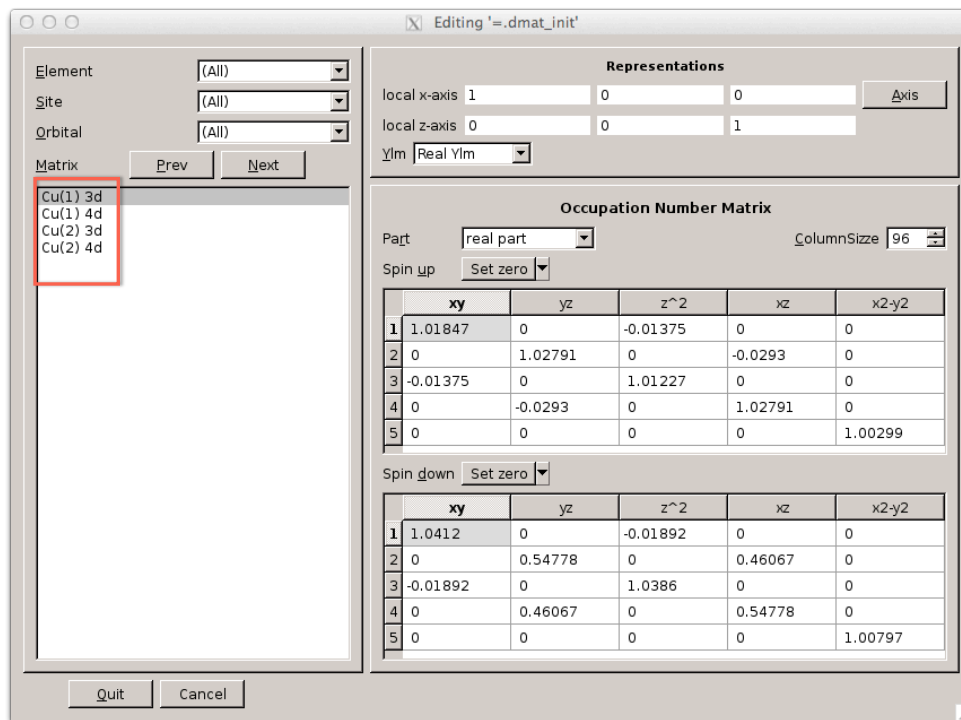 Editing '=.dmat_init'
Element (All)
Site (All)
Orbital (All)
Matrix Prev Next
Cu(1) 3d
Cu(1) 4d
Cu(2) 3d
Cu(2) 4d
Quit Cancel
Representations
local x-axis 1 0 0 Axis
local z-axis 0 0 1
Ylm Real Ylm
Occupation Number Matrix
Part real part ColumnSizze 96
Spin up Set zero
xy yz z^2 xz x2-y2
1 1.01847 0 -0.01375 0 0
2 0 1.02791 0 -0.0293 0
3 -0.01375 0 1.01227 0 0
4 0 -0.0293 0 1.02791 0
5 0 0 0 0 1.00299
Spin down Set zero
xy yz z^2 xz x2-y2
1 1.0412 0 -0.01892 0 0
2 0 0.54778 0 0.46067 0
3 -0.01892 0 1.0386 0 0
4 0 0.46067 0 0.54778 0
5 0 0 0 0 1.00797